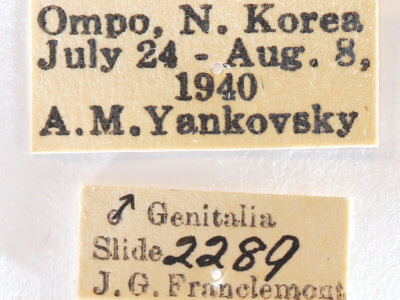 Ompo, N. Korea
July 24 - Aug. 8,
1940
A.M.Yankovsky
♂ Genitalia
Slide 2289
J. G. Franclemont